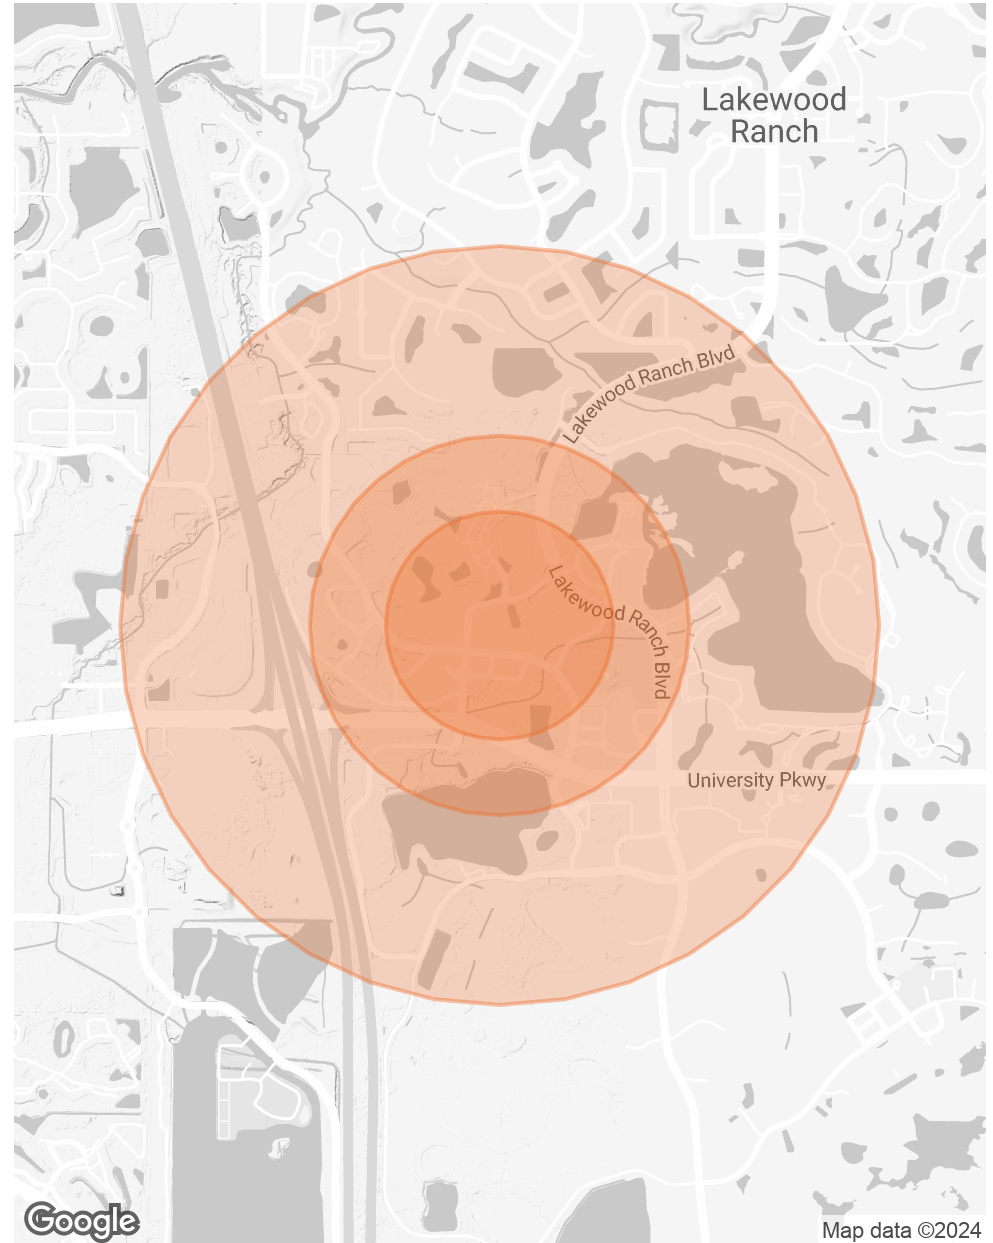 Lakewood
Ranch
Lakewood Ranch Blvd
Lakewood Ranch Blvd
University Pkwy
Google
Map data ©2024